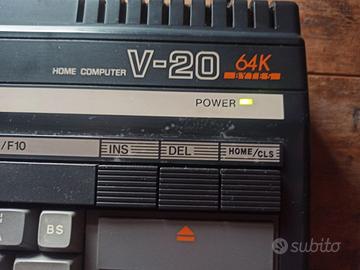 HOME COMPUTER V-20 64K
BYTES
POWER
/F10 INS DEL HOME/CLS
BS
subito